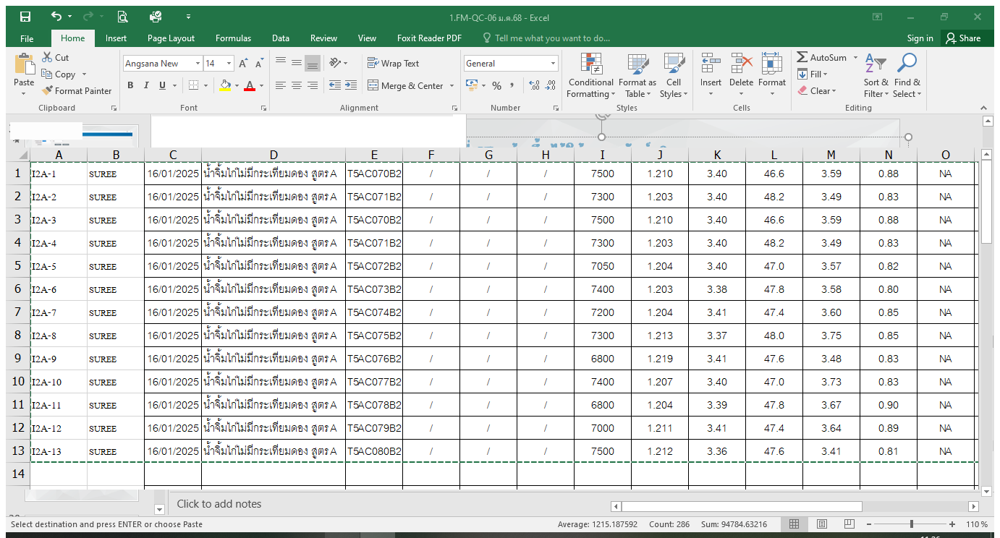 1.FM-QC-06 ม.ค.68 - Excel
File Home Insert Page Layout Formulas Data Review View Foxit Reader PDF Tell me what you want to do... Sign in Share
Paste
Cut
Copy
Format Painter
Clipboard
Angsana New 14
B I U
Font
Wrap Text
Merge & Center
Alignment
General
Number
Conditional Formatting
Format as Table
Cell Styles
Styles
Insert Delete Format
Cells
AutoSum
Fill
Clear
Sort & Filter
Find & Select
Editing
A B C D E F G H I J K L M N O
1 I2A-1 SUREE 16/01/2025 น้ำจิ้มไก่ไม่มีกระเทียมดอง สูตร A T5AC070B2 / / / 7500 1.210 3.40 46.6 3.59 0.88 NA
2 I2A-2 SUREE 16/01/2025 น้ำจิ้มไก่ไม่มีกระเทียมดอง สูตร A T5AC071B2 / / / 7300 1.203 3.40 48.2 3.49 0.83 NA
3 I2A-3 SUREE 16/01/2025 น้ำจิ้มไก่ไม่มีกระเทียมดอง สูตร A T5AC070B2 / / / 7500 1.210 3.40 46.6 3.59 0.88 NA
4 I2A-4 SUREE 16/01/2025 น้ำจิ้มไก่ไม่มีกระเทียมดอง สูตร A T5AC071B2 / / / 7300 1.203 3.40 48.2 3.49 0.83 NA
5 I2A-5 SUREE 16/01/2025 น้ำจิ้มไก่ไม่มีกระเทียมดอง สูตร A T5AC072B2 / / / 7050 1.204 3.40 47.0 3.57 0.82 NA
6 I2A-6 SUREE 16/01/2025 น้ำจิ้มไก่ไม่มีกระเทียมดอง สูตร A T5AC073B2 / / / 7400 1.203 3.38 47.8 3.58 0.80 NA
7 I2A-7 SUREE 16/01/2025 น้ำจิ้มไก่ไม่มีกระเทียมดอง สูตร A T5AC074B2 / / / 7200 1.204 3.41 47.4 3.60 0.85 NA
8 I2A-8 SUREE 16/01/2025 น้ำจิ้มไก่ไม่มีกระเทียมดอง สูตร A T5AC075B2 / / / 7300 1.213 3.37 48.0 3.75 0.85 NA
9 I2A-9 SUREE 16/01/2025 น้ำจิ้มไก่ไม่มีกระเทียมดอง สูตร A T5AC076B2 / / / 6800 1.219 3.41 47.6 3.48 0.83 NA
10 I2A-10 SUREE 16/01/2025 น้ำจิ้มไก่ไม่มีกระเทียมดอง สูตร A T5AC077B2 / / / 7400 1.207 3.40 47.0 3.73 0.83 NA
11 I2A-11 SUREE 16/01/2025 น้ำจิ้มไก่ไม่มีกระเทียมดอง สูตร A T5AC078B2 / / / 6800 1.204 3.39 47.8 3.67 0.90 NA
12 I2A-12 SUREE 16/01/2025 น้ำจิ้มไก่ไม่มีกระเทียมดอง สูตร A T5AC079B2 / / / 7000 1.211 3.41 47.4 3.64 0.89 NA
13 I2A-13 SUREE 16/01/2025 น้ำจิ้มไก่ไม่มีกระเทียมดอง สูตร A T5AC080B2 / / / 7500 1.212 3.36 47.6 3.41 0.81 NA
14
Click to add notes
Select destination and press ENTER or choose Paste Average: 1215.187592 Count: 286 Sum: 94784.63216 110 %